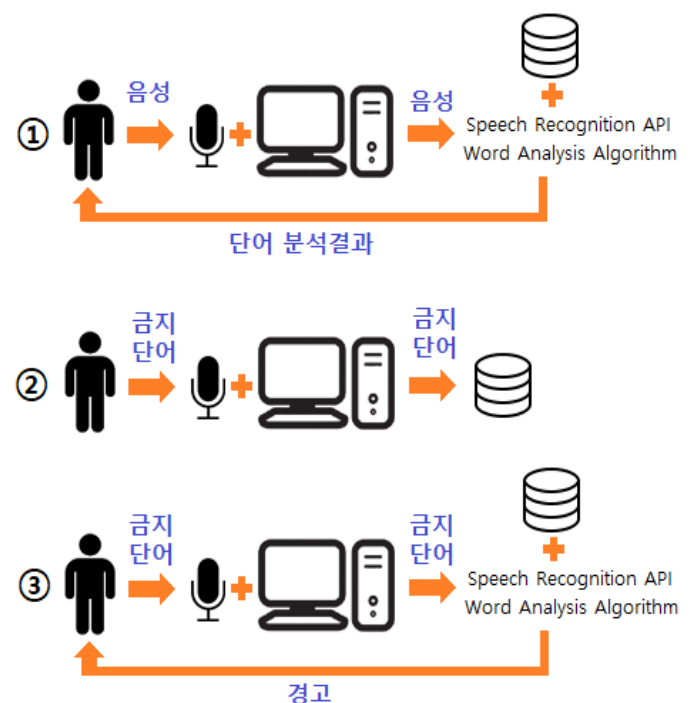 음성
음성
①
Speech Recognition API
Word Analysis Algorithm
단어 분석결과
금지
단어
금지
단어
②
금지
단어
금지
단어
③
Speech Recognition API
Word Analysis Algorithm
경고